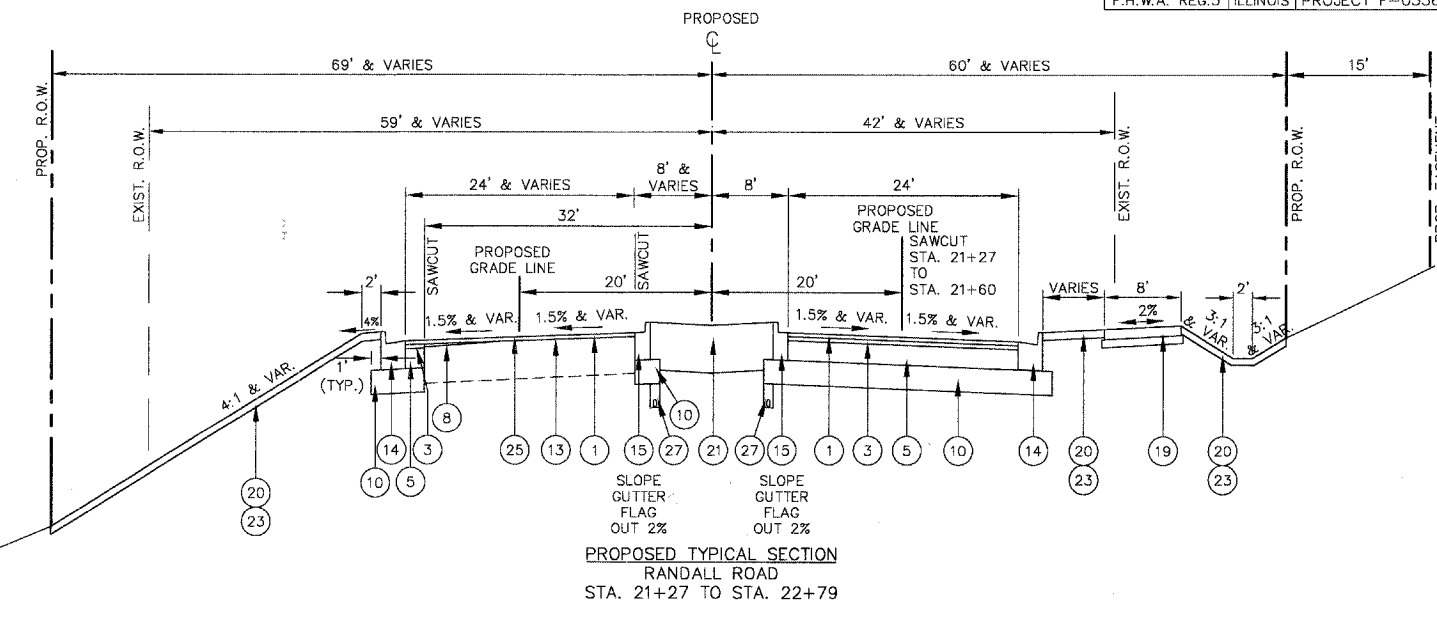 F.H.W.A. REG.5 ILLINOIS PROJECT
PROPOSED
℄
69' & VARIES
60' & VARIES
15'
59' & VARIES
42' & VARIES
PROP. R.O.W.
EXIST. R.O.W.
EXIST. R.O.W.
PROP. R.O.W.
PROP. EASEMENT
24' & VARIES
8' &
VARIES
8'
24'
32'
PROPOSED
GRADE LINE
SAWCUT
STA. 21+27
TO
STA. 21+60
SAWCUT
PROPOSED
GRADE LINE
SAWCUT
2'
20'
20'
VARIES
8'
2'
4%
1.5% & VAR.
1.5% & VAR.
1.5% & VAR.
1.5% & VAR.
2%
3:1
& VAR.
3:1
& VAR.
1'
(TYP.)
4:1 & VAR.
8
10
14
3
25
13
1
15
27
21
27
15
1
3
5
10
14
20
23
19
20
23
10
5
20
23
SLOPE
GUTTER
FLAG
OUT 2%
SLOPE
GUTTER
FLAG
OUT 2%
PROPOSED TYPICAL SECTION
RANDALL ROAD
STA. 21+27 TO STA. 22+79